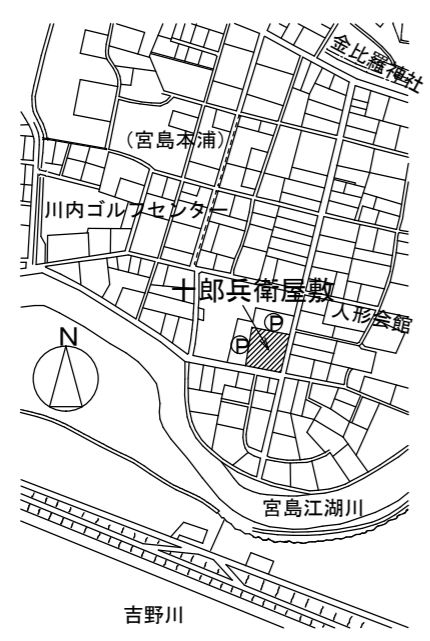 金比羅神社
(宮島本浦)
川内ゴルフセンター
十郎兵衛屋敷
人形会館
P
P
N
宮島江湖川
吉野川